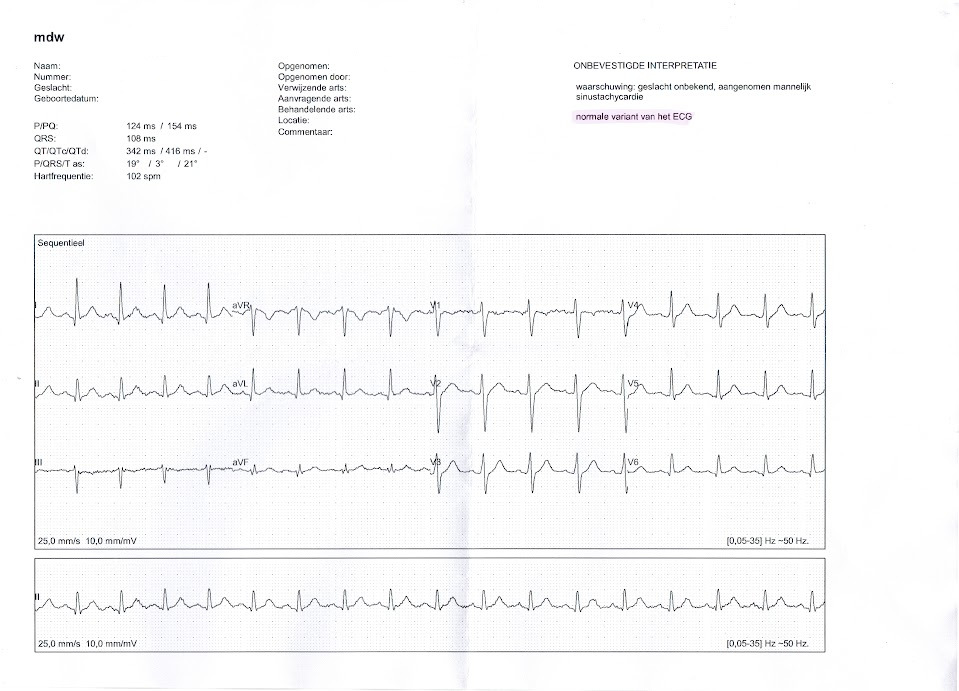 mdw
Naam:
Nummer:
Geslacht:
Geboortedatum:
P/PQ: 124 ms / 154 ms
QRS: 108 ms
QT/QTc/QTd: 342 ms / 416 ms / -
P/QRS/T as: 19° / 3° / 21°
Hartfrequentie: 102 spm
Opgenomen:
Opgenomen door:
Verwijzende arts:
Aanvragende arts:
Behandelende arts:
Locatie:
Commentaar:
ONBEVESTIGDE INTERPRETATIE
waarschuwing: geslacht onbekend, aangenomen mannelijk
sinustachycardie
normale variant van het ECG
Sequentieel
I aVR V1 V4
II aVL V2 V5
III aVF V3 V6
25,0 mm/s 10,0 mm/mV [0,05-35] Hz ~50 Hz.
II
25,0 mm/s 10,0 mm/mV [0,05-35] Hz ~50 Hz.